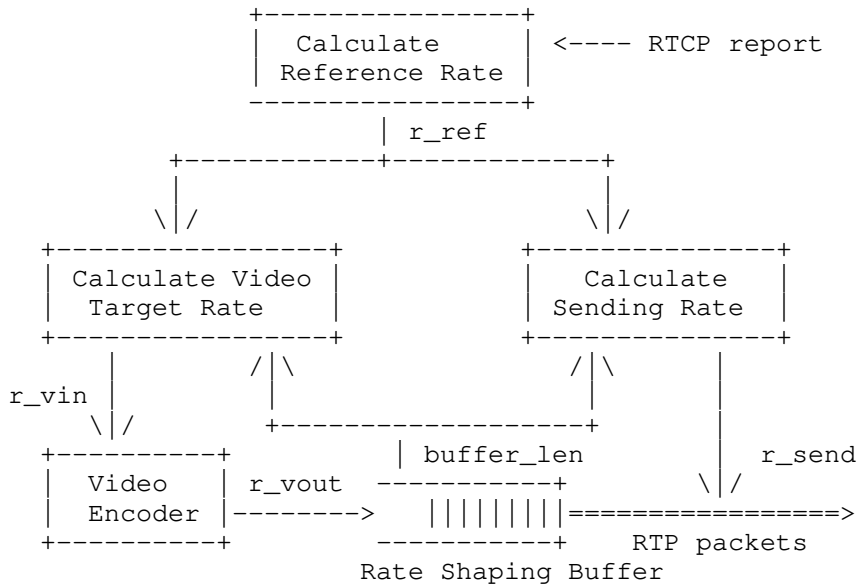 Calculate <---- RTCP report
Reference Rate
r_ref
Calculate Video Calculate
Target Rate Sending Rate
r_vin
buffer_len r_send
Video r_vout
Encoder
RTP packets
Rate Shaping Buffer